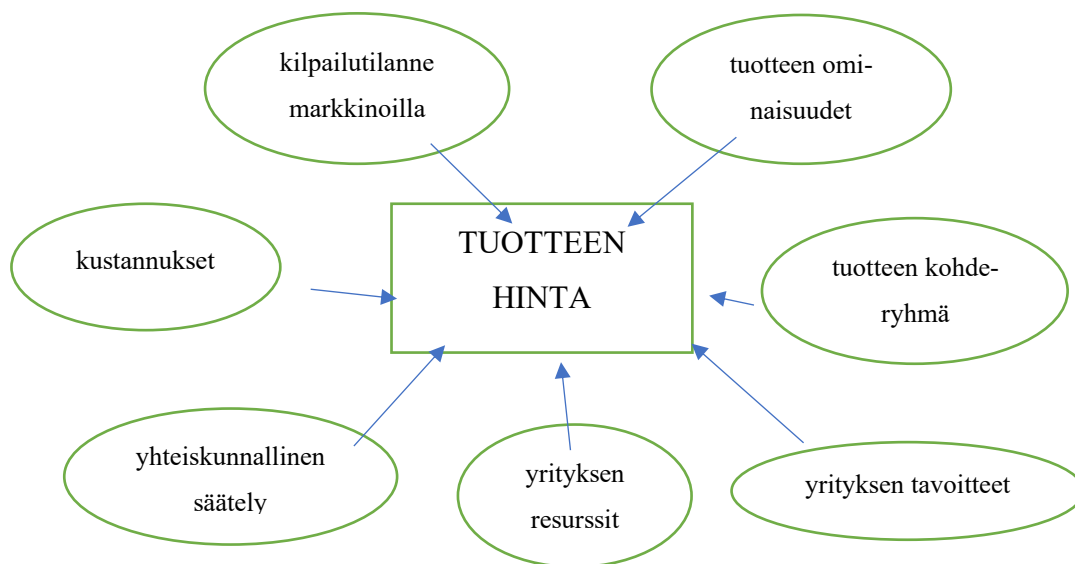 kilpailutilanne
markkinoilla
tuotteen omi-
naisuudet
kustannukset
TUOTTEEN
HINTA
tuotteen kohde-
ryhmä
yhteiskunnallinen
säätely
yrityksen
resurssit
yrityksen tavoitteet